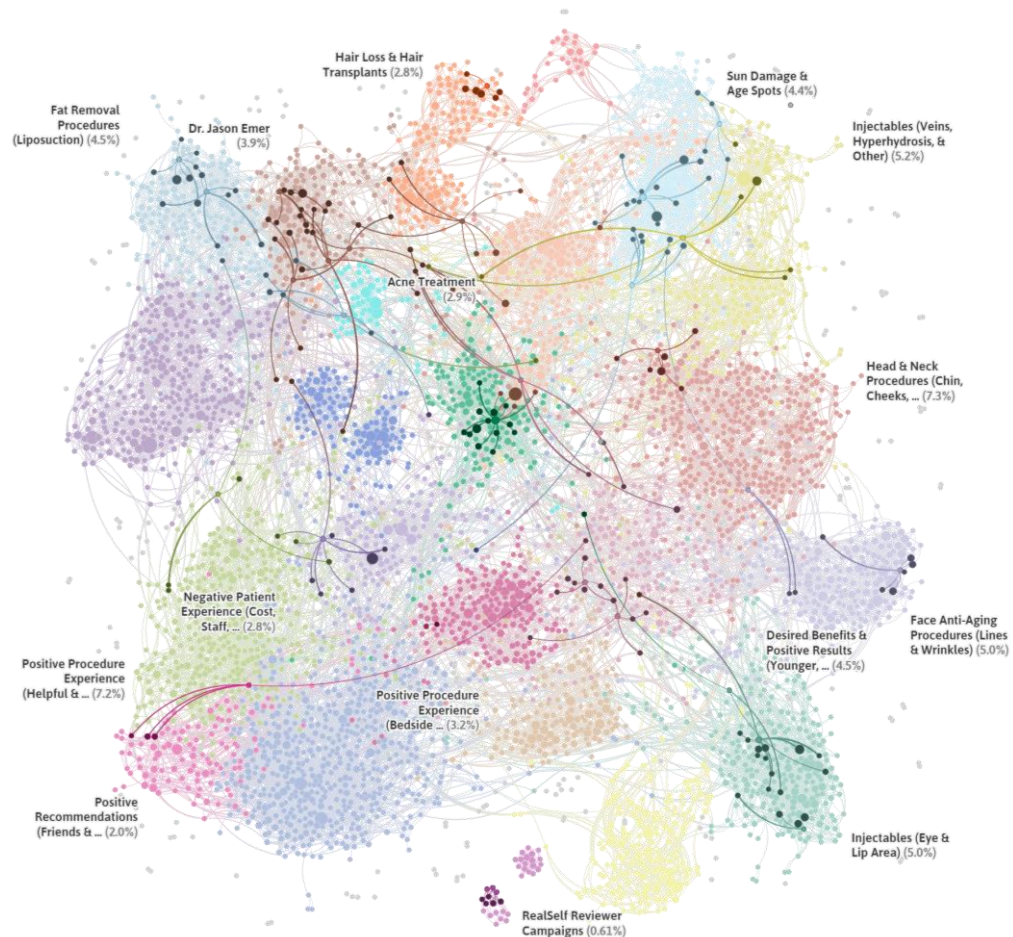 Hair Loss & Hair
Transplants (2.8%)
Sun Damage &
Age Spots (4.4%)
Fat Removal
Procedures
(Liposuction) (4.5%)
Dr. Jason Emer
(3.9%)
Injectables (Veins,
Hyperhydrosis, &
Other) (5.2%)
Acne Treatment
(2.9%)
Head & Neck
Procedures (Chin,
Cheeks, ... (7.3%)
Negative Patient
Experience (Cost,
Staff, ... (2.8%)
Face Anti-Aging
Procedures (Lines
& Wrinkles) (5.0%)
Desired Benefits &
Positive Results
(Younger, ... (4.5%)
Positive Procedure
Experience
(Helpful & ... (7.2%)
Positive Procedure
Experience
(Bedside ... (3.2%)
Positive
Recommendations
(Friends & ... (2.0%)
Injectables (Eye &
Lip Area) (5.0%)
RealSelf Reviewer
Campaigns (0.61%)